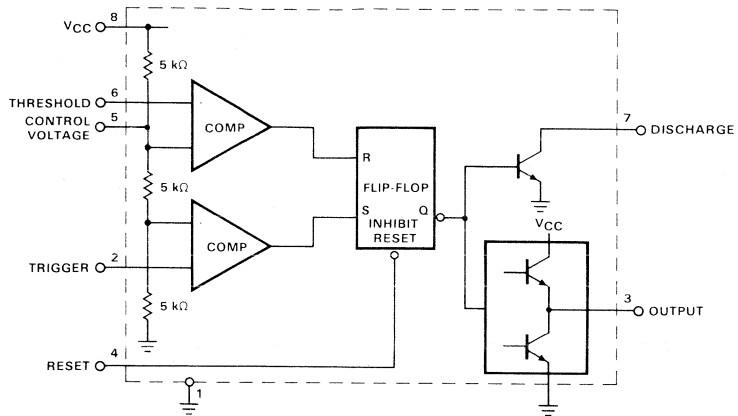 VCC
8
5 kΩ
THRESHOLD
6
CONTROL
VOLTAGE
5
COMP
7
DISCHARGE
R
FLIP-FLOP
5 kΩ
S
Q
INHIBIT
RESET
VCC
COMP
TRIGGER
2
5 kΩ
3
OUTPUT
RESET
4
1